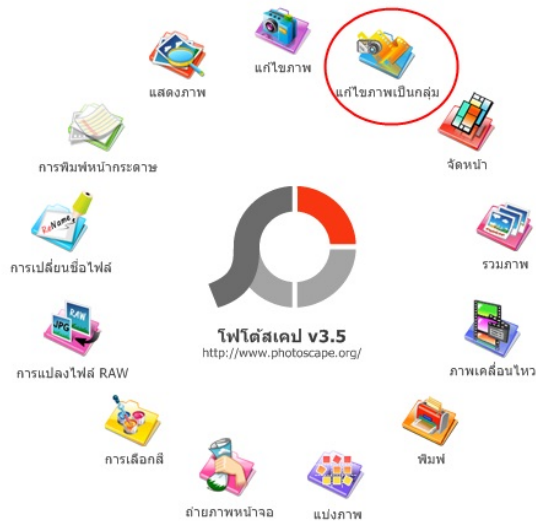 แก้ไขภาพ
แก้ไขภาพเป็นกลุ่ม
แสดงภาพ
จัดหน้า
การพิมพ์หน้ากระดาษ
ReName
การเปลี่ยนชื่อไฟล์
รวมภาพ
RAW
JPG
การแปลงไฟล์ RAW
โฟโต้สเคป v3.5
http://www.photoscape.org/
ภาพเคลื่อนไหว
การเลือกสี
พิมพ์
ถ่ายภาพหน้าจอ
แบ่งภาพ